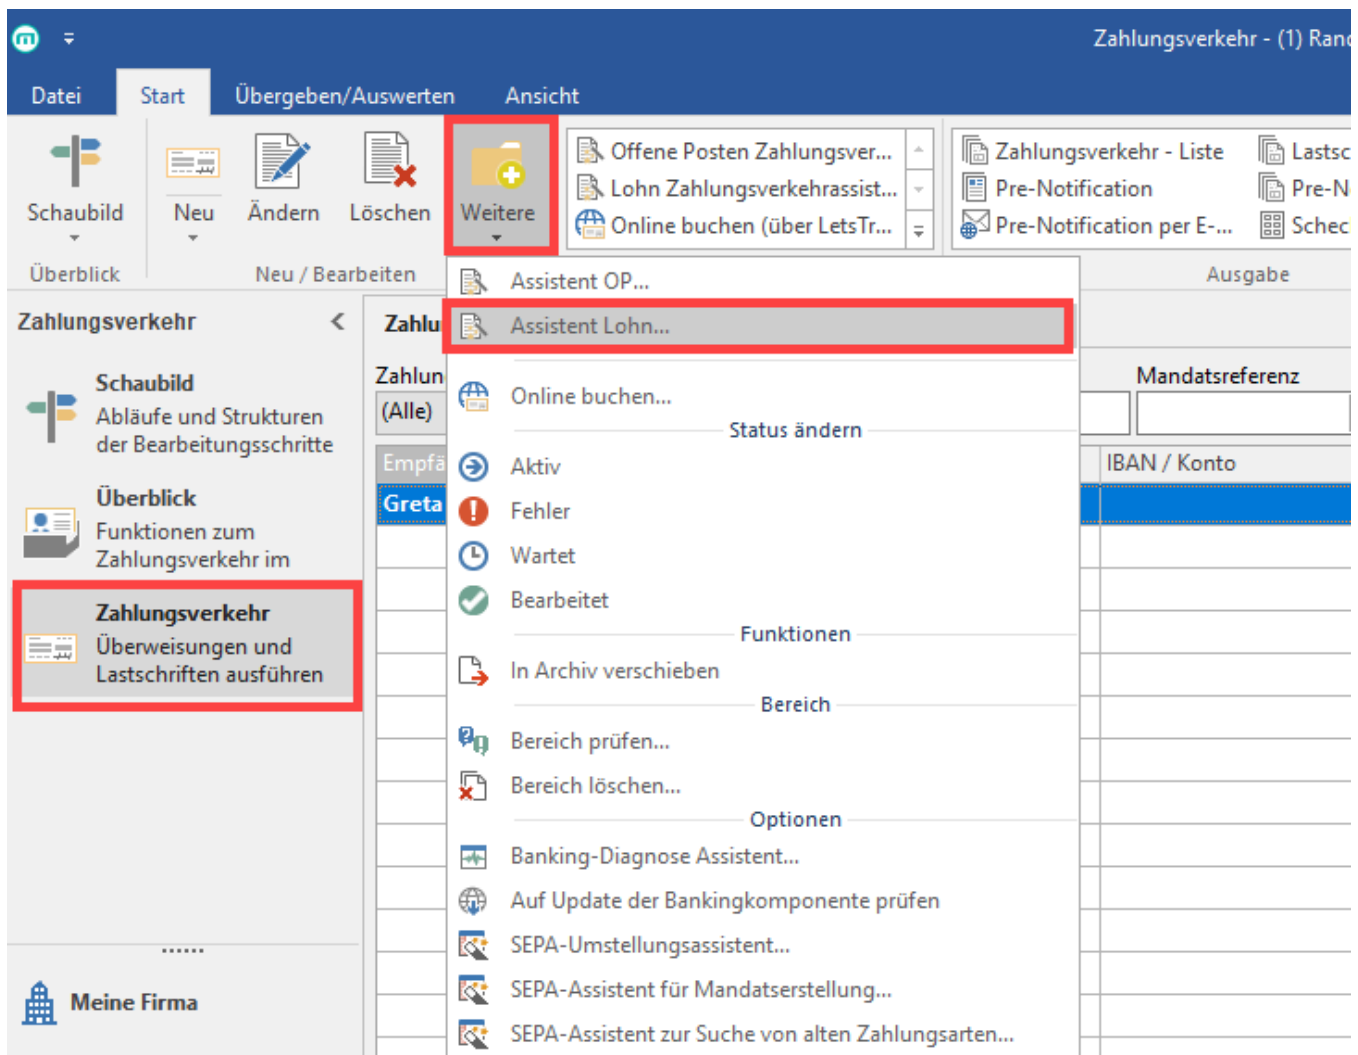 Zahlungsverkehr - (1) Rand
Datei Start Übergeben/Auswerten Ansicht
Schaubild Neu Ändern Löschen Weitere
Offene Posten Zahlungsver...
Lohn Zahlungsverkehrassist...
Online buchen (über LetsTr...
Zahlungsverkehr - Liste
Pre-Notification
Pre-Notification per E-...
Lastsc
Pre-N
Schec
Überblick Neu / Bearbeiten Ausgabe
Zahlungsverkehr
Schaubild
Abläufe und Strukturen
der Bearbeitungsschritte
Überblick
Funktionen zum
Zahlungsverkehr im
Zahlungsverkehr
Überweisungen und
Lastschriften ausführen
Meine Firma
Zahlu
Zahlun
(Alle)
Mandatsreferenz
Empfä
IBAN / Konto
Greta
Assistent OP...
Assistent Lohn...
Online buchen...
Status ändern
Aktiv
Fehler
Wartet
Bearbeitet
Funktionen
In Archiv verschieben
Bereich
Bereich prüfen...
Bereich löschen...
Optionen
Banking-Diagnose Assistent...
Auf Update der Bankingkomponente prüfen
SEPA-Umstellungsassistent...
SEPA-Assistent für Mandatserstellung...
SEPA-Assistent zur Suche von alten Zahlungsarten...